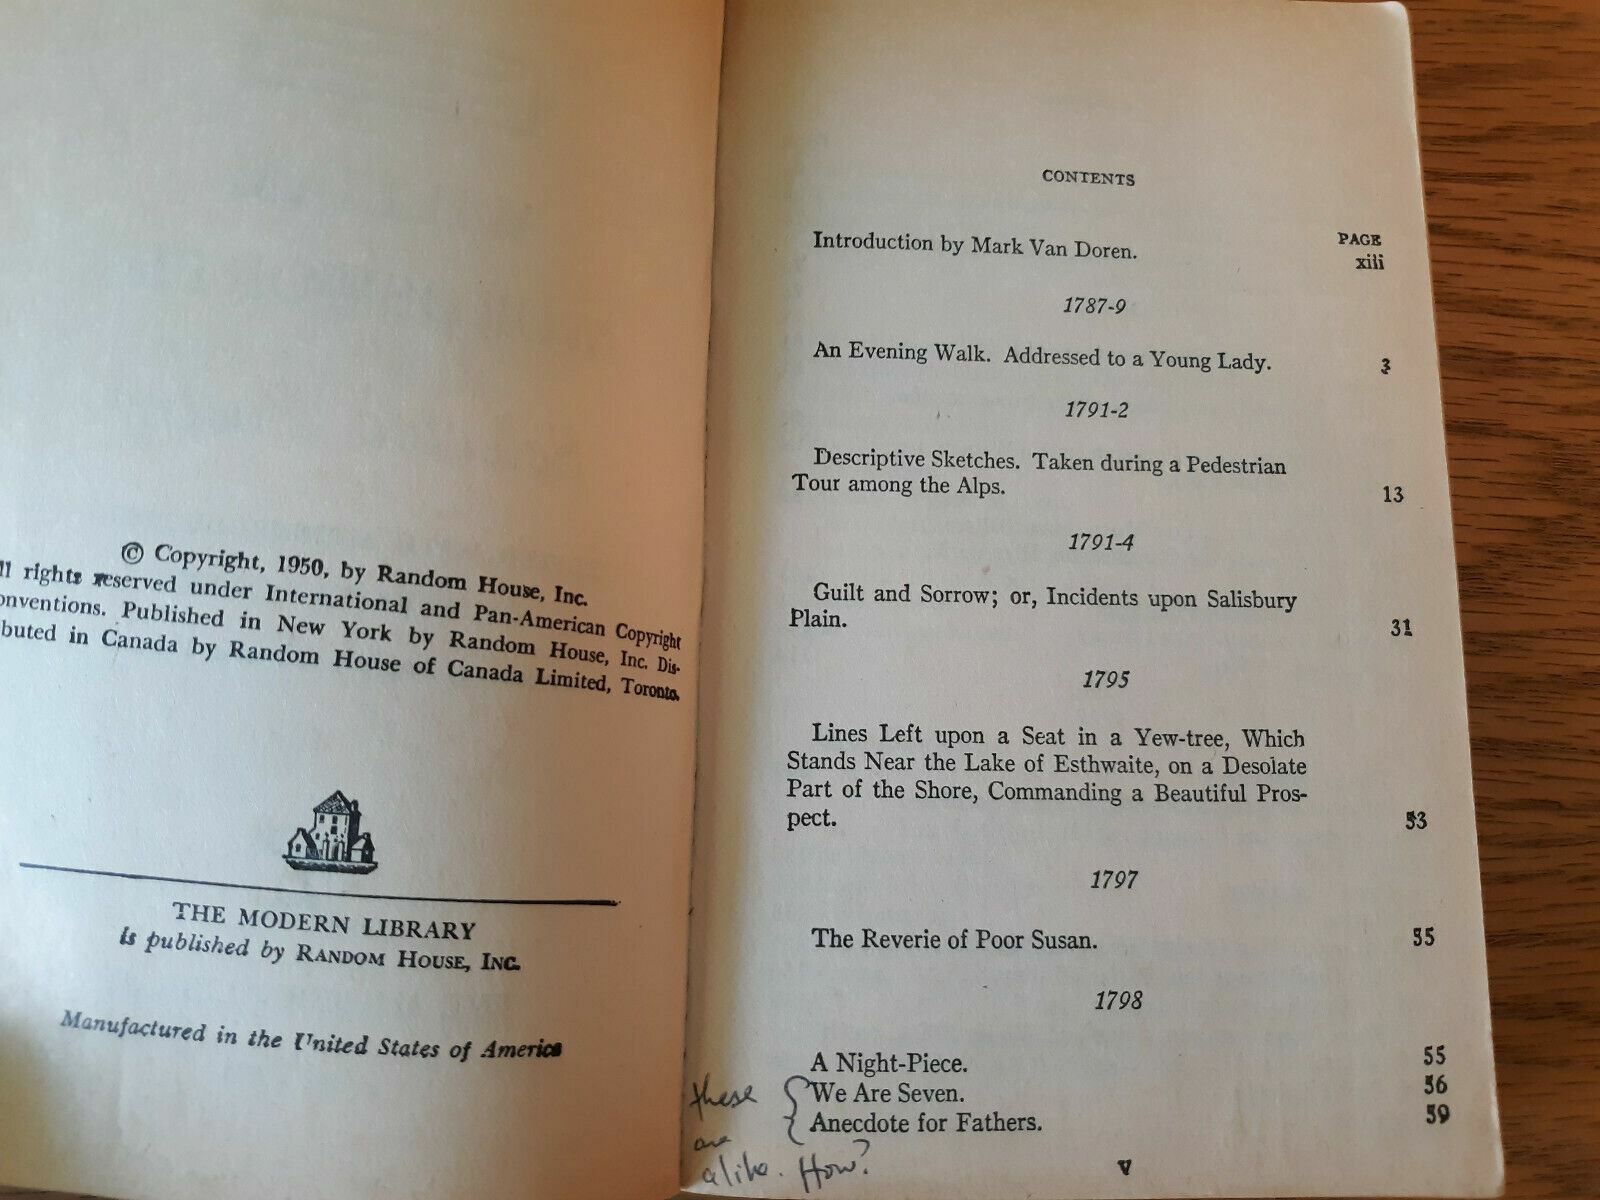 © Copyright, 1950, by Random House, Inc.
ll rights reserved under International and Pan-American Copyright
onventions. Published in New York by Random House, Inc. Dis-
buted in Canada by Random House of Canada Limited, Toronto.
THE MODERN LIBRARY
is published by RANDOM HOUSE, INC.
Manufactured in the United States of America
CONTENTS
PAGE
Introduction by Mark Van Doren. xiii
1787-9
An Evening Walk. Addressed to a Young Lady. 3
1791-2
Descriptive Sketches. Taken during a Pedestrian
Tour among the Alps. 13
1791-4
Guilt and Sorrow; or, Incidents upon Salisbury
Plain. 31
1795
Lines Left upon a Seat in a Yew-tree, Which
Stands Near the Lake of Esthwaite, on a Desolate
Part of the Shore, Commanding a Beautiful Pros-
pect. 53
1797
The Reverie of Poor Susan. 55
1798
A Night-Piece. 55
We Are Seven. 56
Anecdote for Fathers. 59
these
are
alike. How?
V